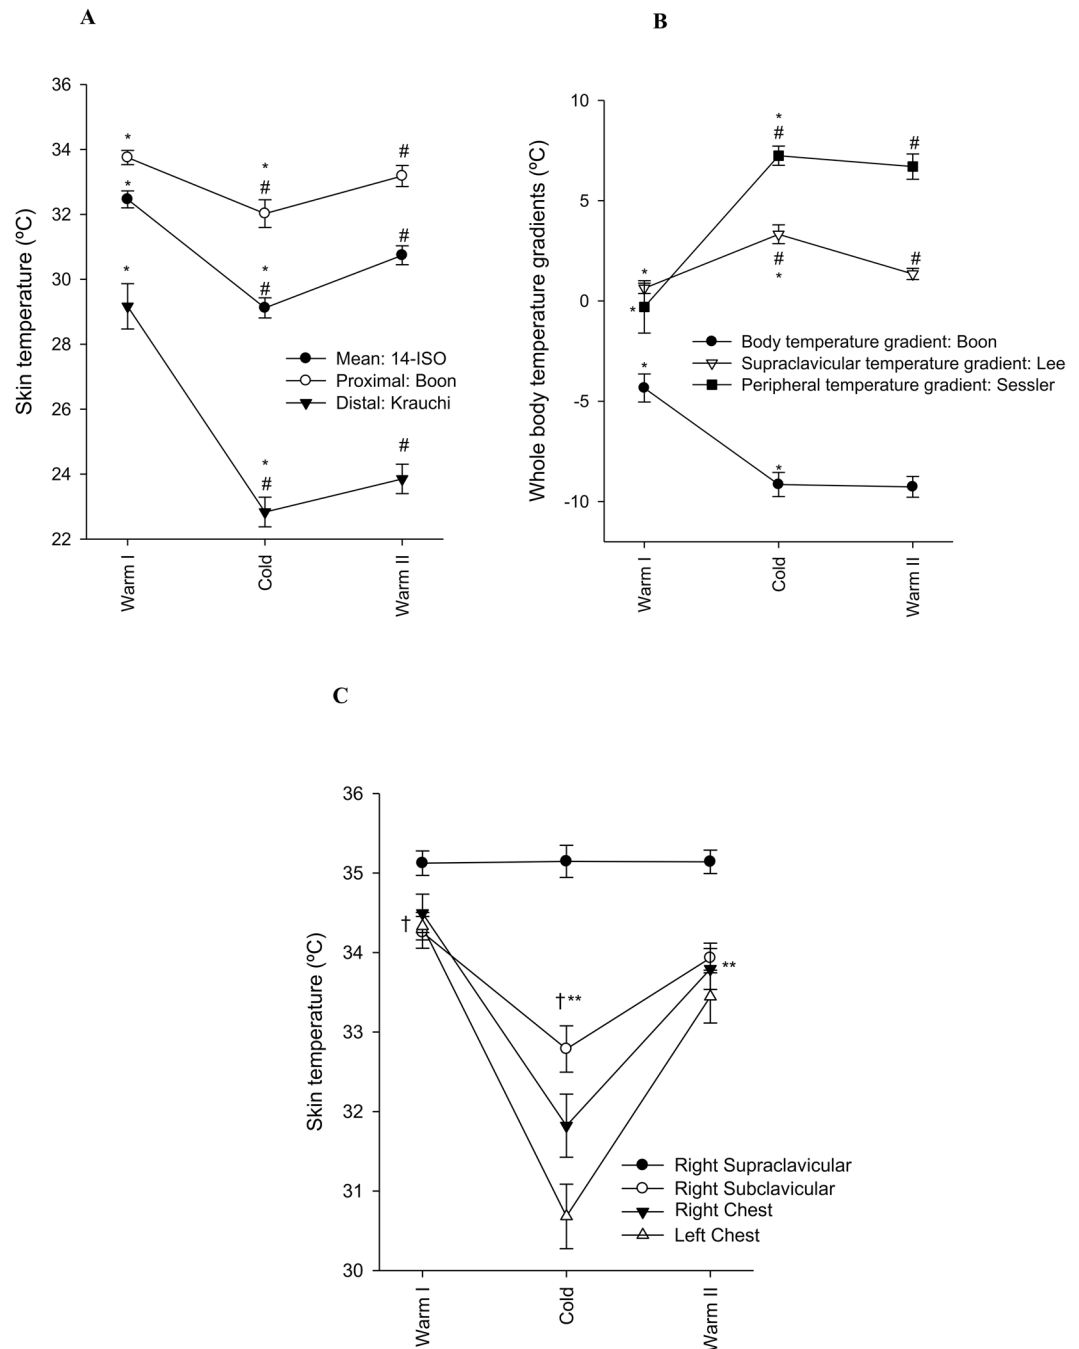 A
B
36
34
32
30
28
26
24
22
Skin temperature (ºC)
*
*
*
*
#
*
#
*
#
#
#
#
Mean: 14-ISO
Proximal: Boon
Distal: Krauchi
Warm I
Cold
Warm II
10
5
0
-5
-10
Whole body temperature gradients (ºC)
*
#
#
*
#
*
#
*
*
*
Body temperature gradient: Boon
Supraclavicular temperature gradient: Lee
Peripheral temperature gradient: Sessler
Warm I
Cold
Warm II
C
36
35
34
33
32
31
30
Skin temperature (ºC)
†
†**
**
Right Supraclavicular
Right Subclavicular
Right Chest
Left Chest
Warm I
Cold
Warm II